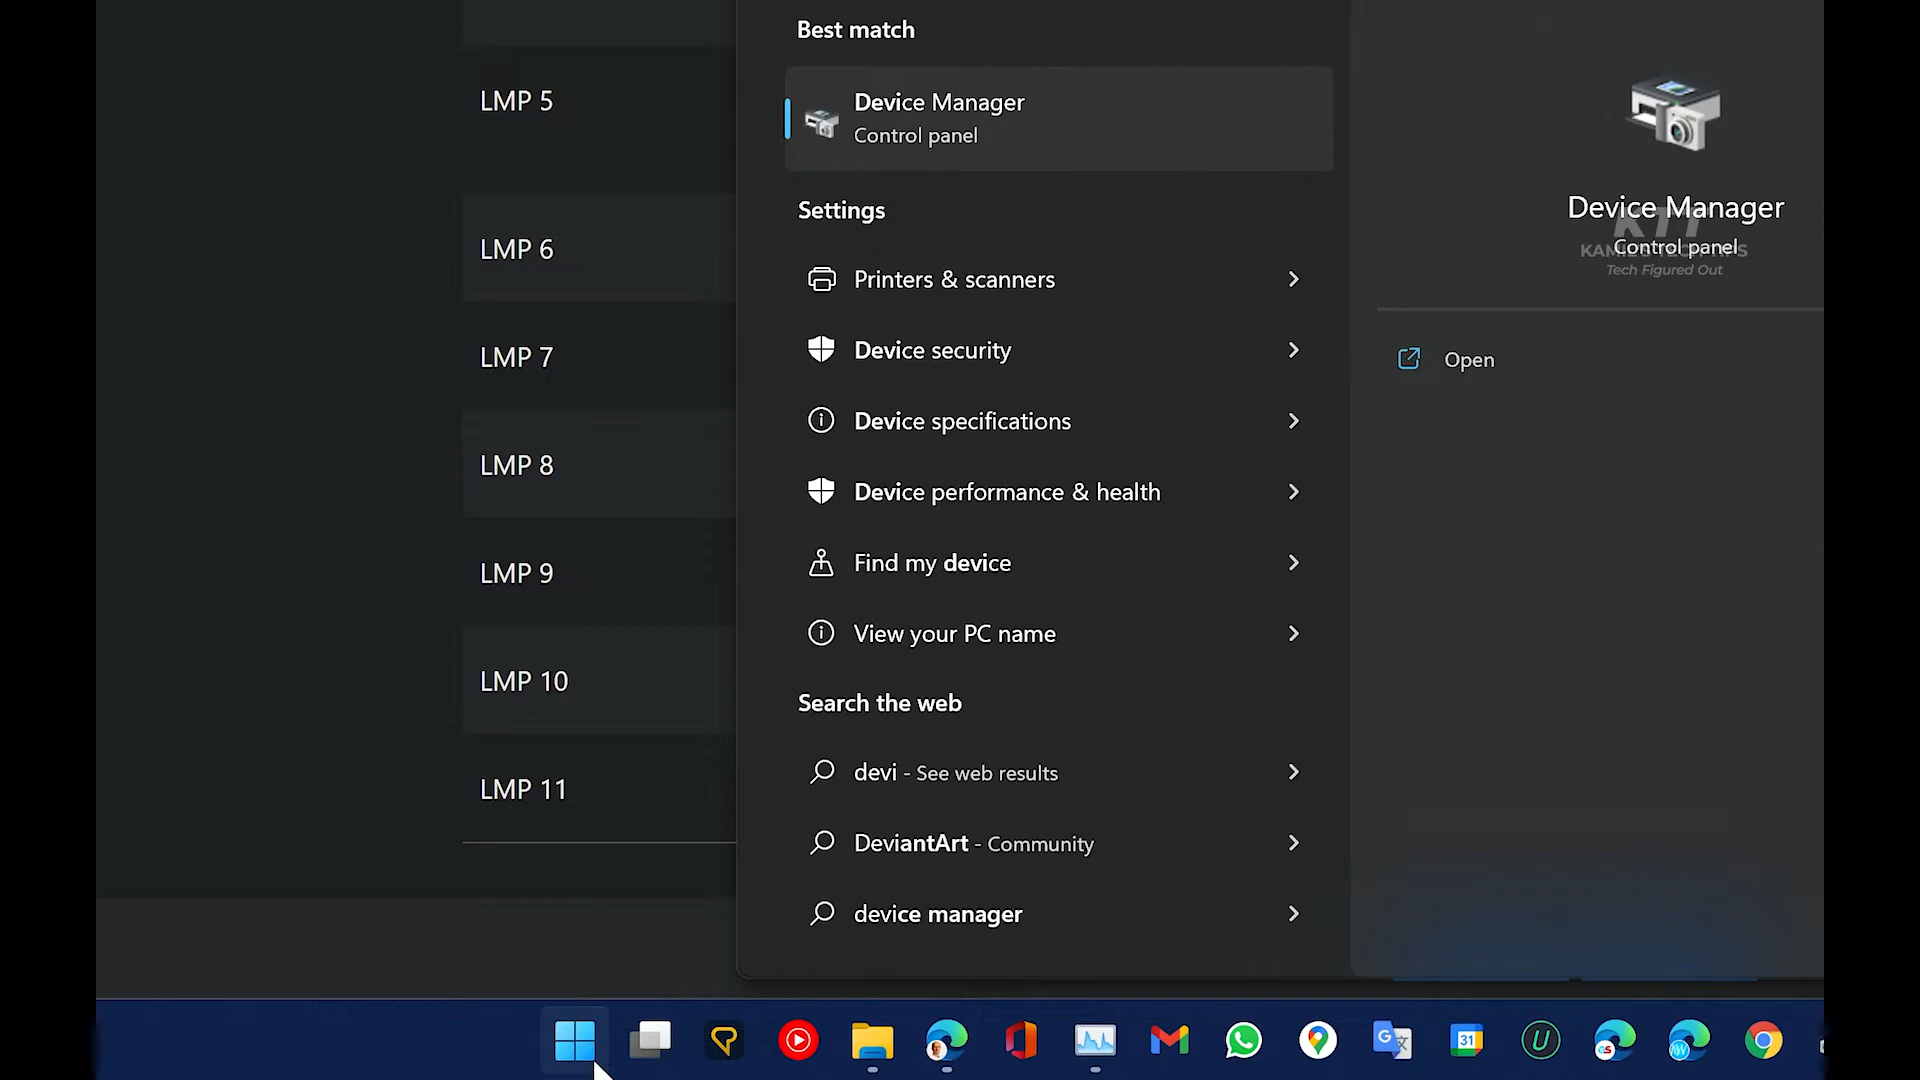 LMP 5
LMP 6
LMP 7
LMP 8
LMP 9
LMP 10
LMP 11
Best match
Device Manager
Control panel
Settings
Printers & scanners
Device security
Device specifications
Device performance & health
Find my device
View your PC name
Search the web
devi - See web results
DeviantArt - Community
device manager
Device Manager
Control panel
KTT
Tech Figured Out
Open
31